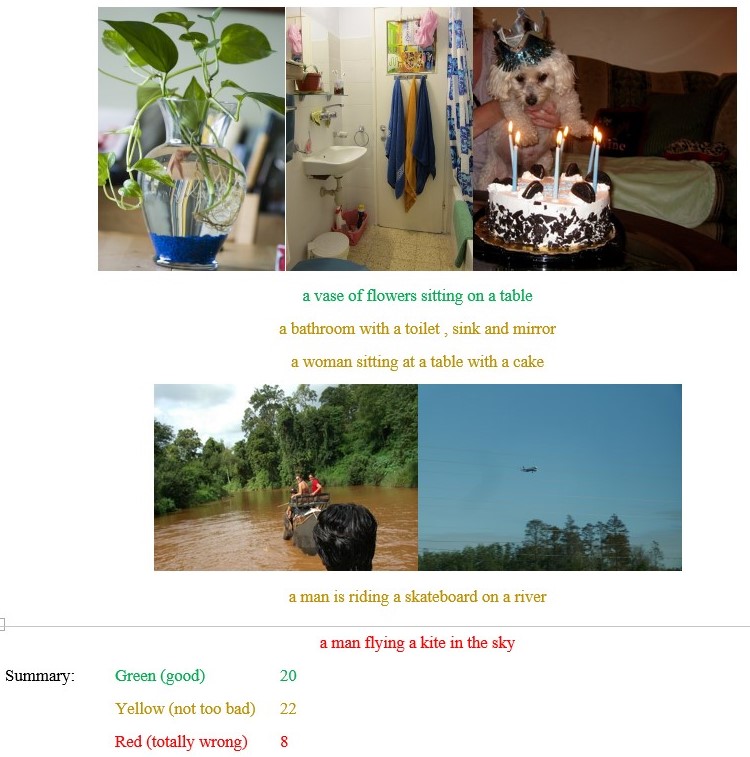 a vase of flowers sitting on a table
a bathroom with a toilet , sink and mirror
a woman sitting at a table with a cake
a man is riding a skateboard on a river
a man flying a kite in the sky
Summary: Green (good) 20
Yellow (not too bad) 22
Red (totally wrong) 8